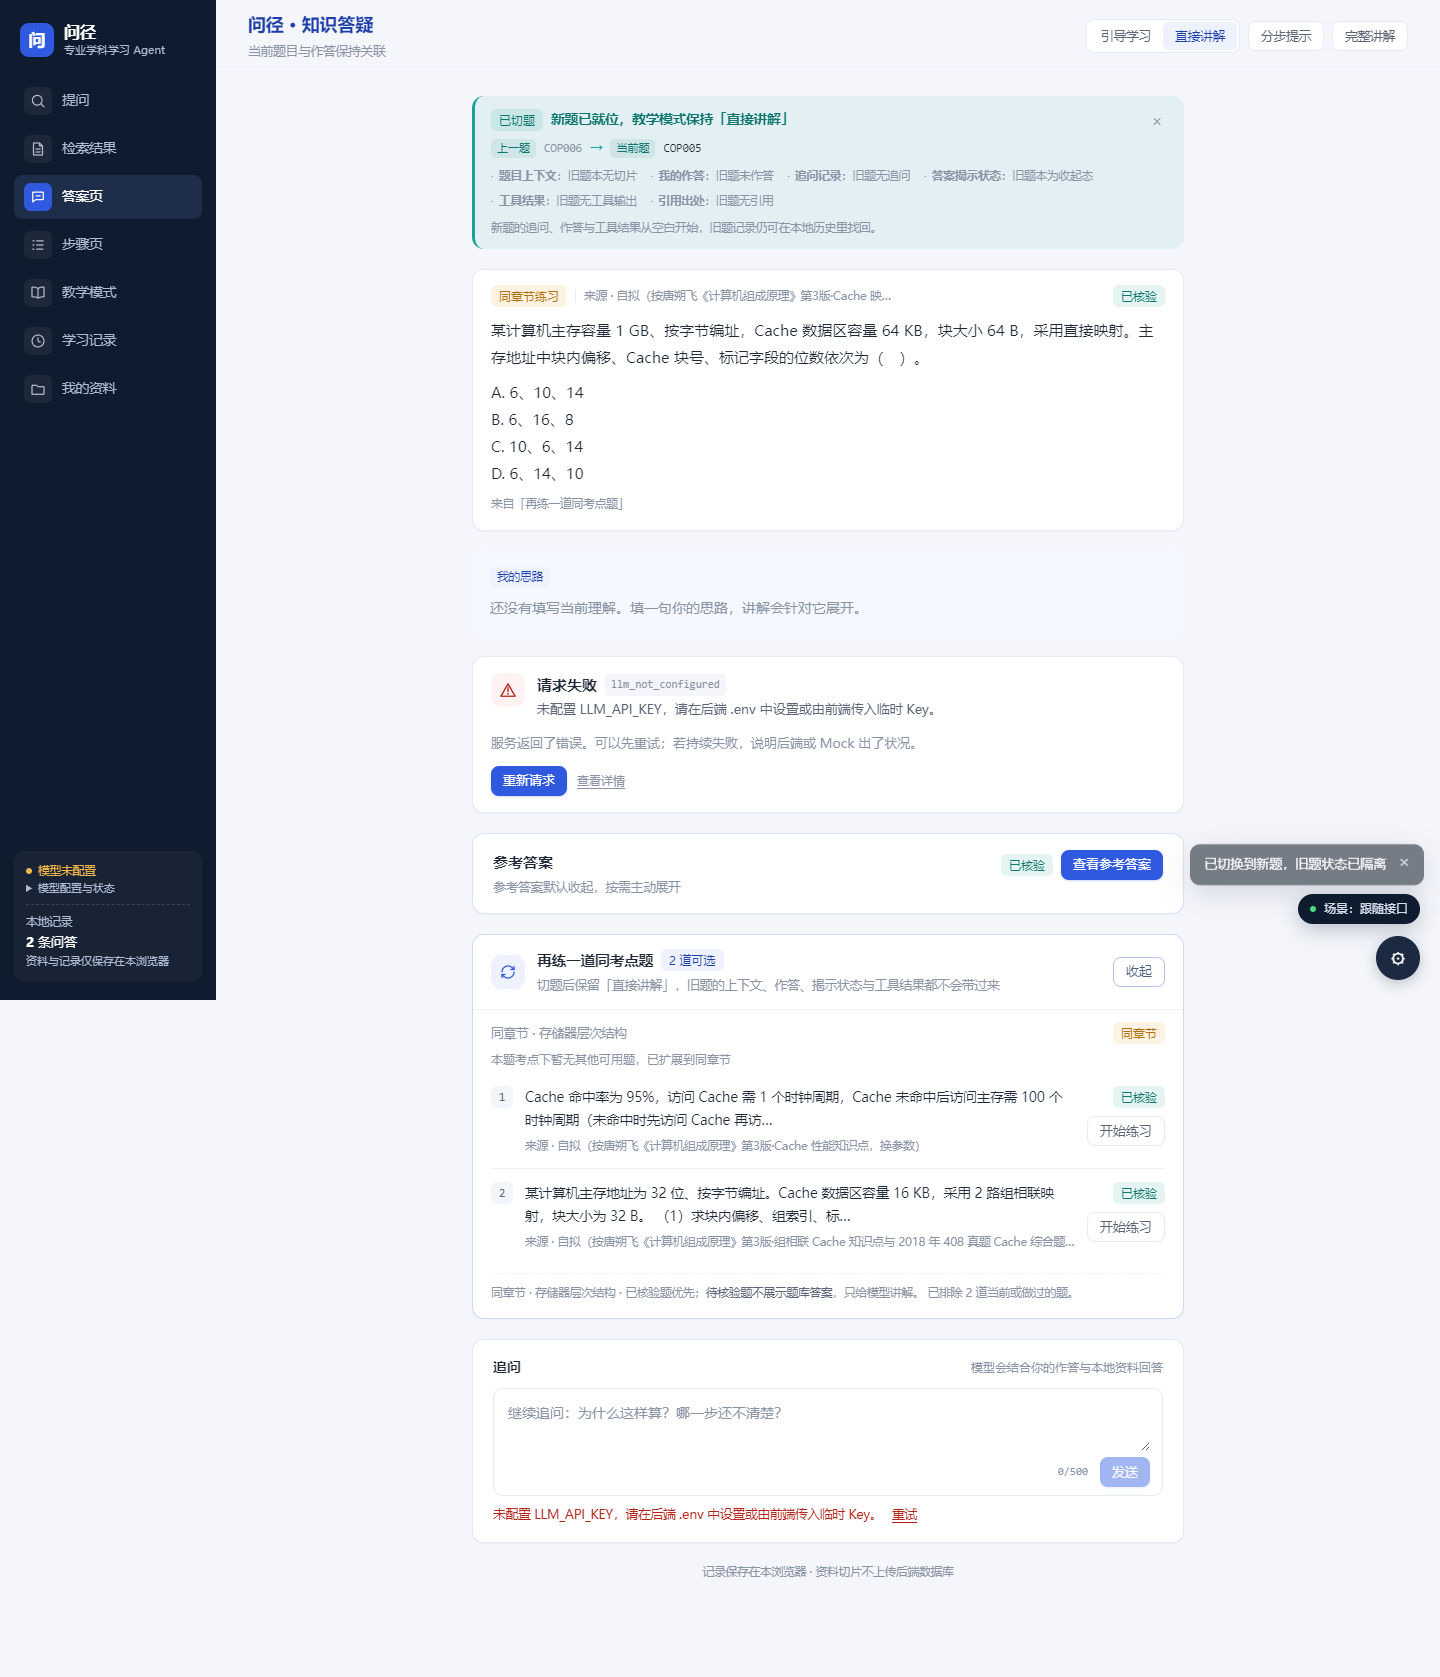 问
问径
专业学科学习 Agent
提问
检索结果
答案页
步骤页
教学模式
学习记录
我的资料
模型未配置
模型配置与状态
本地记录
2 条问答
资料与记录仅保存在本浏览器
问径 · 知识答疑
当前题目与作答保持关联
引导学习 直接讲解 分步提示 完整讲解
已切题 新题已就位，教学模式保持「直接讲解」 ×
上一题 COP006 → 当前题 COP005
· 题目上下文：旧题本无切片 · 我的作答：旧题未作答 · 追问记录：旧题无追问 · 答案揭示状态：旧题本为收起态
· 工具结果：旧题无工具输出 · 引用出处：旧题无引用
新题的追问、作答与工具结果从空白开始，旧题记录仍可在本地历史里找回。
同章节练习 来源 · 自拟（按唐朔飞《计算机组成原理》第3版·Cache 映... 已核验
某计算机主存容量 1 GB、按字节编址，Cache 数据区容量 64 KB，块大小 64 B，采用直接映射。主
存地址中块内偏移、Cache 块号、标记字段的位数依次为（　）。
A. 6、10、14
B. 6、16、8
C. 10、6、14
D. 6、14、10
来自「再练一道同考点题」
我的思路
还没有填写当前理解。填一句你的思路，讲解会针对它展开。
请求失败 llm_not_configured
未配置 LLM_API_KEY，请在后端 .env 中设置或由前端传入临时 Key。
服务返回了错误。可以先重试；若持续失败，说明后端或 Mock 出了状况。
重新请求 查看详情
参考答案
参考答案默认收起，按需主动展开
已核验 查看参考答案
已切换到新题，旧题状态已隔离 ×
场景：跟随接口
再练一道同考点题 2 道可选
切题后保留「直接讲解」，旧题的上下文、作答、揭示状态与工具结果都不会带过来
收起
同章节 · 存储器层次结构 同章节
本题考点下暂无其他可用题，已扩展到同章节
1 Cache 命中率为 95%，访问 Cache 需 1 个时钟周期，Cache 未命中后访问主存需 100 个
时钟周期（未命中时先访问 Cache 再访...
来源 · 自拟（按唐朔飞《计算机组成原理》第3版·Cache 性能知识点，换参数）
已核验
开始练习
2 某计算机主存地址为 32 位、按字节编址。Cache 数据区容量 16 KB，采用 2 路组相联映
射，块大小为 32 B。 （1）求块内偏移、组索引、标...
来源 · 自拟（按唐朔飞《计算机组成原理》第3版·组相联 Cache 知识点与 2018 年 408 真题 Cache 综合题...
已核验
开始练习
同章节 · 存储器层次结构 · 已核验题优先；待核验题不展示题库答案，只给模型讲解。 已排除 2 道当前或做过的题。
追问 模型会结合你的作答与本地资料回答
继续追问：为什么这样算？哪一步还不清楚？
0/500 发送
未配置 LLM_API_KEY，请在后端 .env 中设置或由前端传入临时 Key。 重试
记录保存在本浏览器 · 资料切片不上传后端数据库